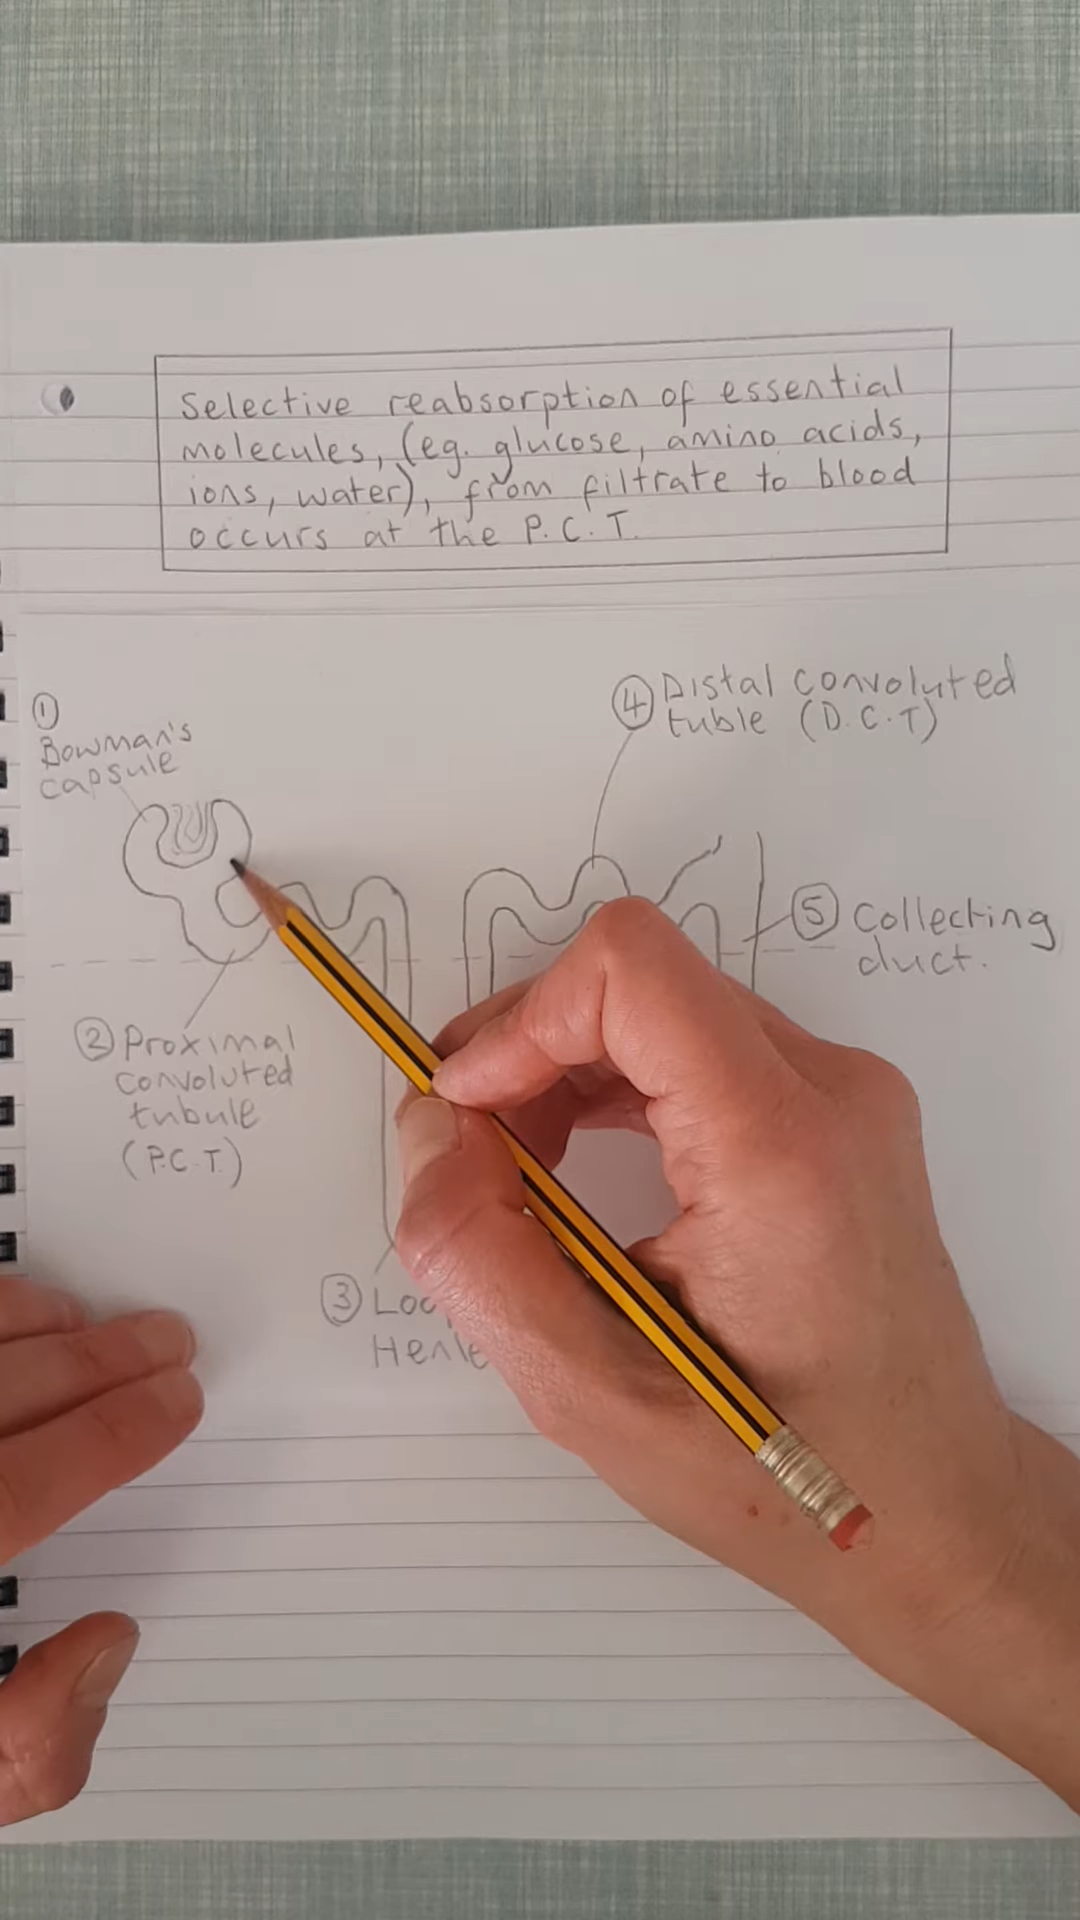 Selective reabsorption of essential
molecules, (eg. glucose, amino acids,
ions, water), from filtrate to blood
occurs at the P.C.T.
①
Bowman's
capsule
④ Distal convoluted
tuble (D.C.T)
⑤ Collecting
duct.
② Proximal
convoluted
tubule
(P.C.T.)
③
Henle